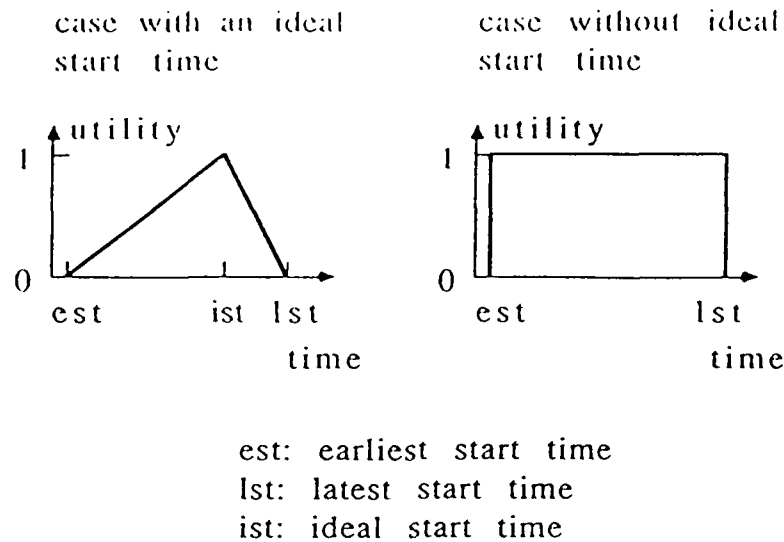 case with an ideal
start time
utility
1
0
est ist lst
time
case without ideal
start time
utility
1
0
est lst
time
est: earliest start time
lst: latest start time
ist: ideal start time